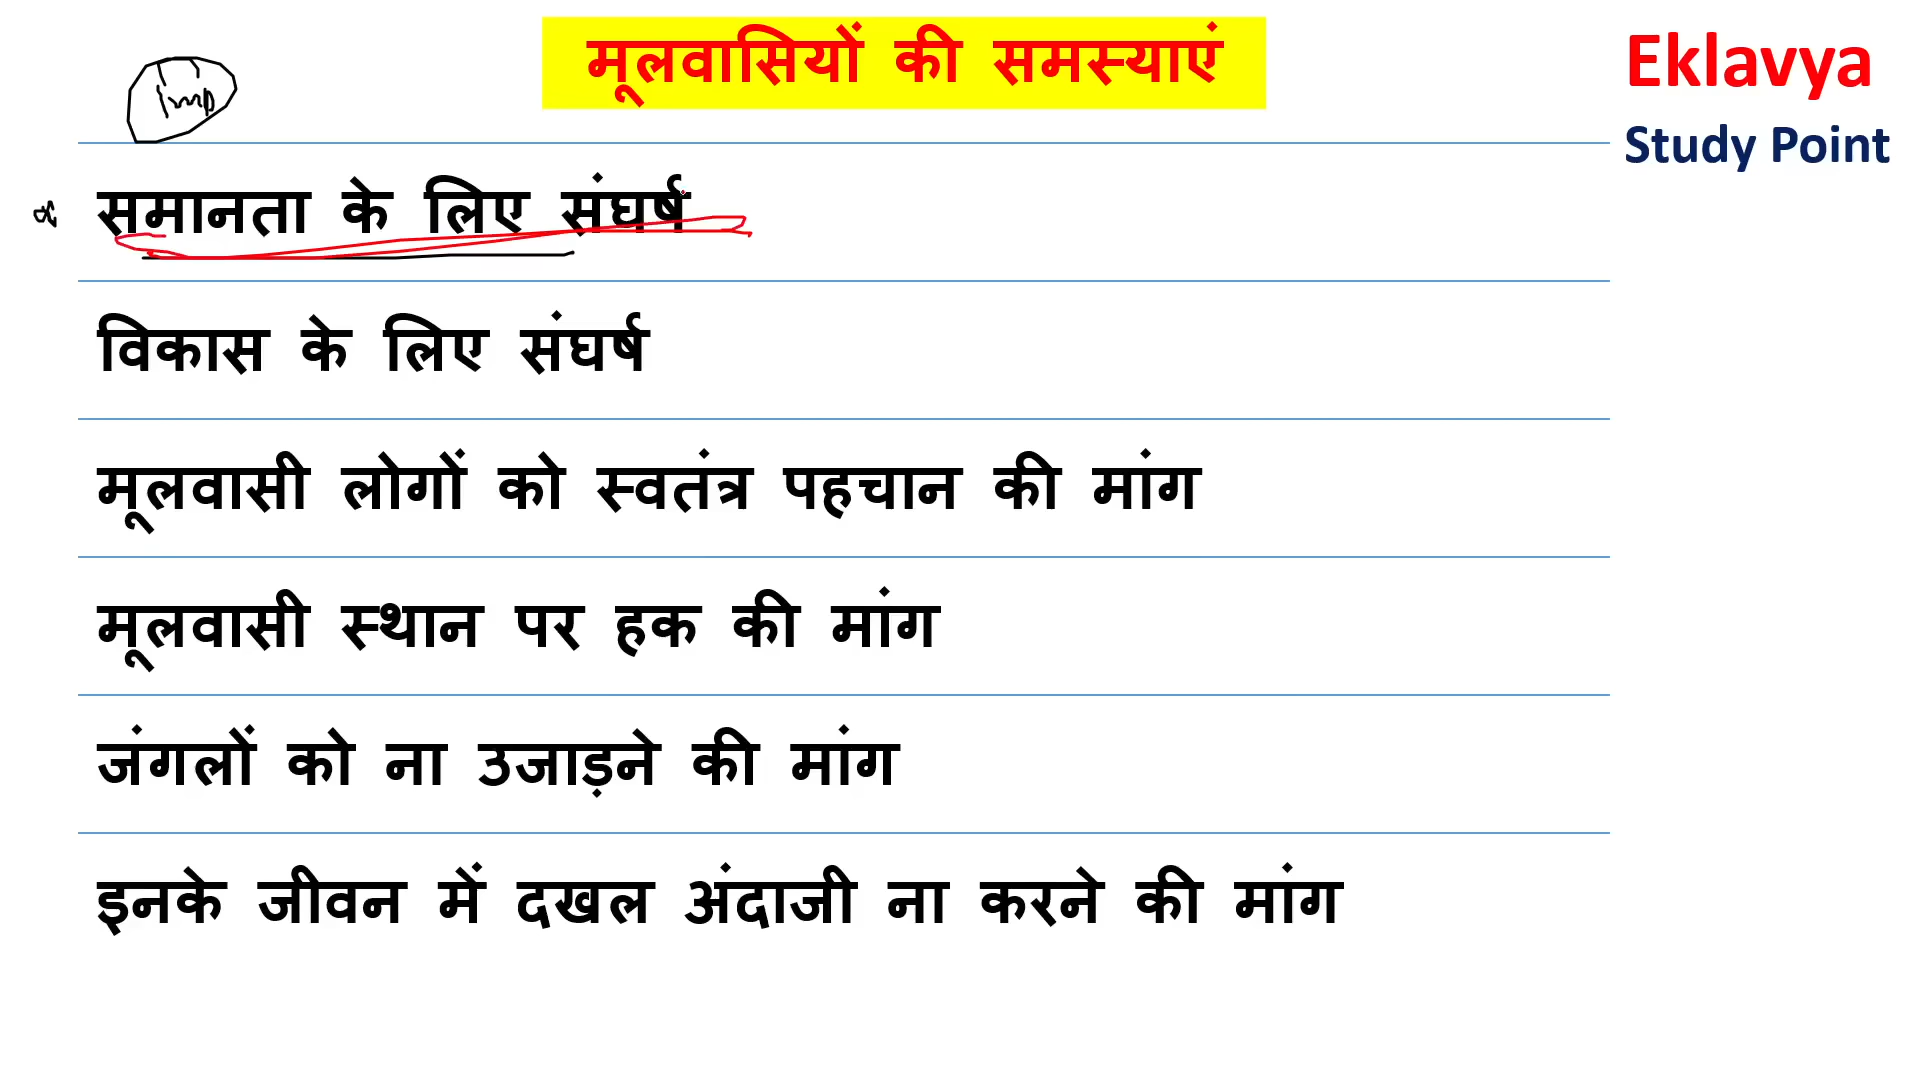 मूलवासियों की समस्याएं
Eklavya
Study Point
Imp
समानता के लिए संघर्ष
विकास के लिए संघर्ष
मूलवासी लोगों को स्वतंत्र पहचान की मांग
मूलवासी स्थान पर हक की मांग
जंगलों को ना उजाड़ने की मांग
इनके जीवन में दखल अंदाजी ना करने की मांग